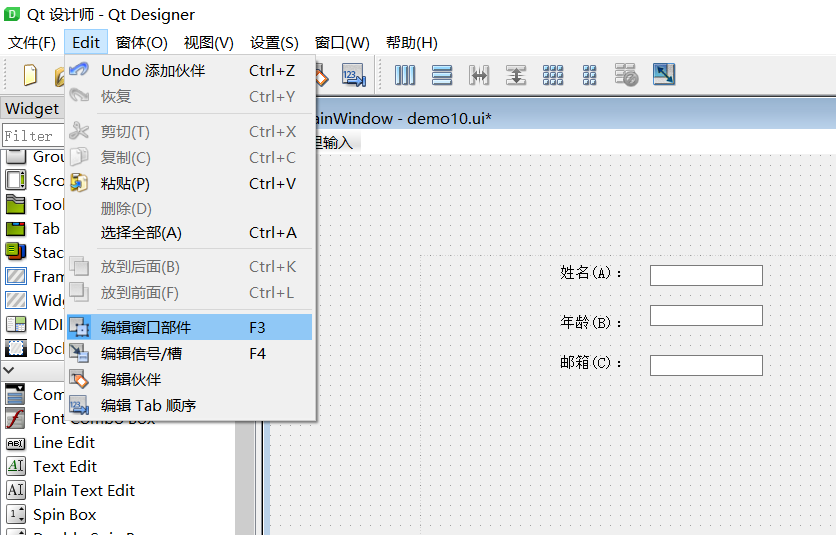 Qt 设计师 - Qt Designer
文件(F) Edit 窗体(O) 视图(V) 设置(S) 窗口(W) 帮助(H)
Undo 添加伙伴 Ctrl+Z
恢复 Ctrl+Y
剪切(T) Ctrl+X
复制(C) Ctrl+C
粘贴(P) Ctrl+V
删除(D)
选择全部(A) Ctrl+A
放到后面(B) Ctrl+K
放到前面(F) Ctrl+L
编辑窗口部件 F3
编辑信号/槽 F4
编辑伙伴
编辑 Tab 顺序
Widget
Filter
Grou
Scro
Tool
Tab
Stac
Fram
Widg
MDI
Dock
Com
Font Combo Box
Line Edit
Text Edit
Plain Text Edit
Spin Box
ainWindow - demo10.ui*
里输入
姓名(A)：
年龄(B)：
邮箱(C)：